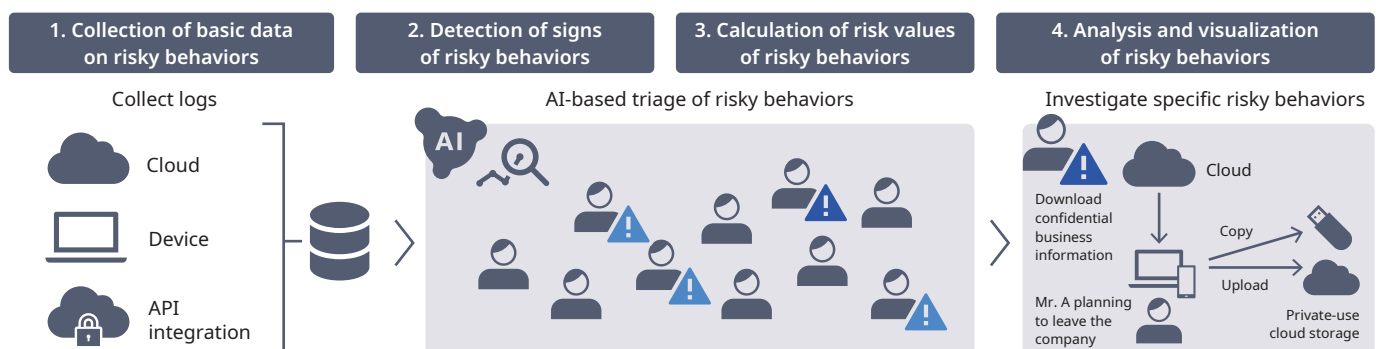 1. Collection of basic data
on risky behaviors
2. Detection of signs
of risky behaviors
3. Calculation of risk values
of risky behaviors
4. Analysis and visualization
of risky behaviors
Collect logs
Cloud
Device
API
integration
AI-based triage of risky behaviors
AI
Investigate specific risky behaviors
Cloud
Download
confidential
business
information
Copy
Upload
Mr. A planning
to leave the
company
Private-use
cloud storage